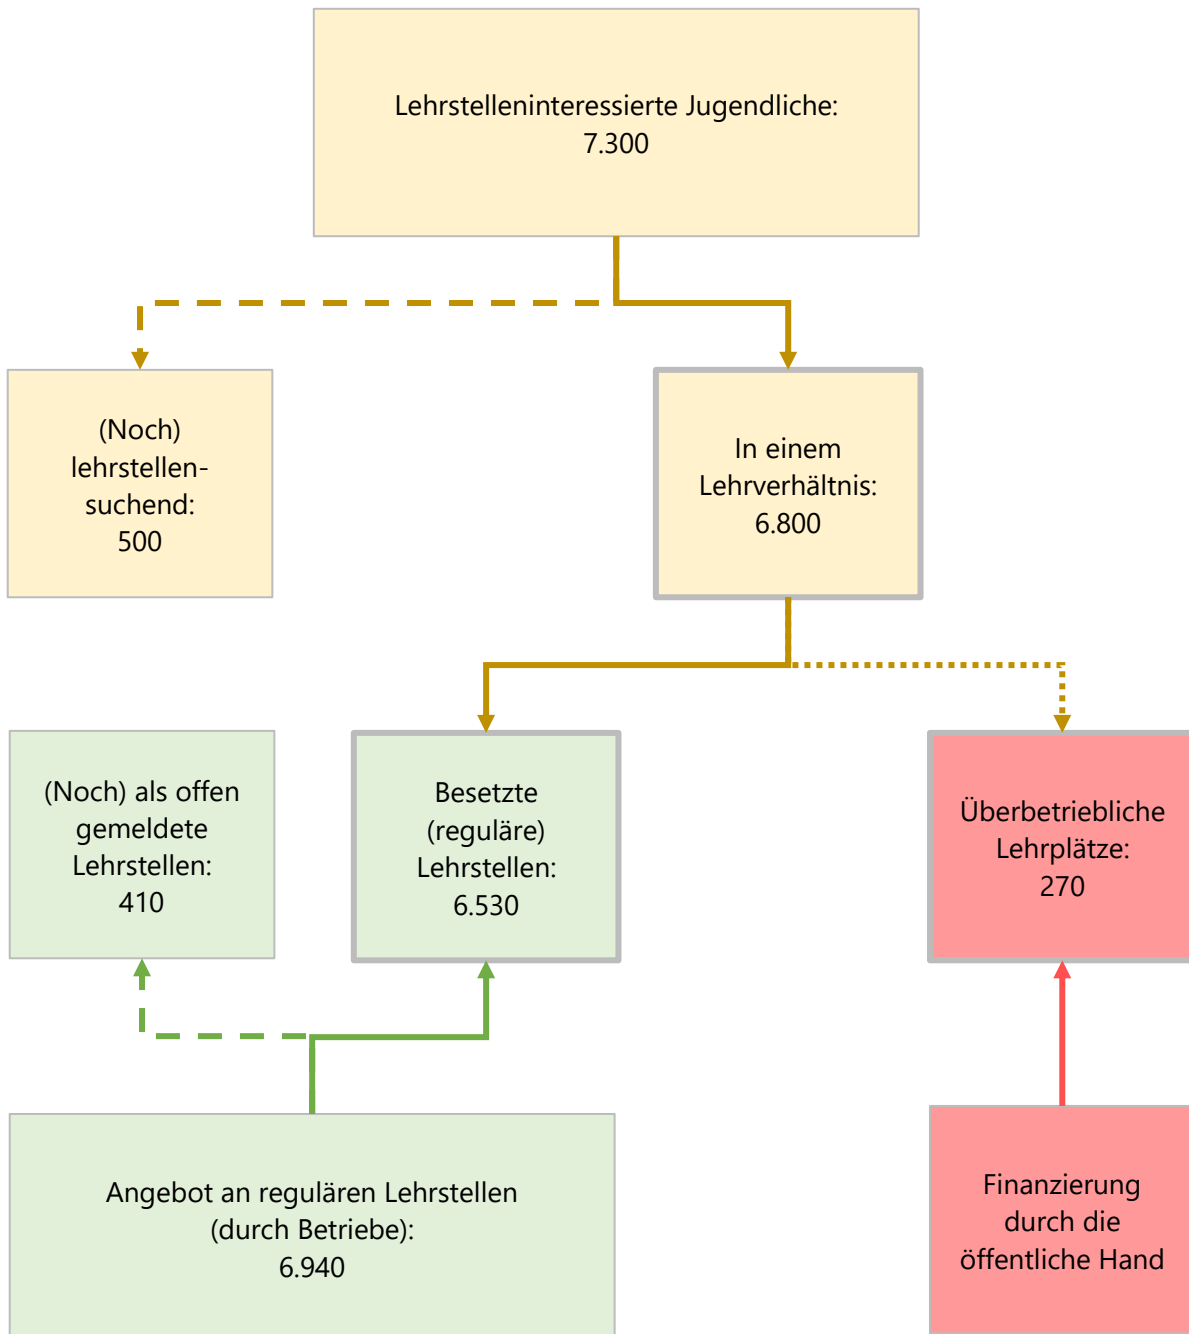 Lehrstelleninteressierte Jugendliche:
7.300
(Noch)
lehrstellen-
suchend:
500
In einem
Lehrverhältnis:
6.800
(Noch) als offen
gemeldete
Lehrstellen:
410
Besetzte
(reguläre)
Lehrstellen:
6.530
Überbetriebliche
Lehrplätze:
270
Angebot an regulären Lehrstellen
(durch Betriebe):
6.940
Finanzierung
durch die
öffentliche Hand